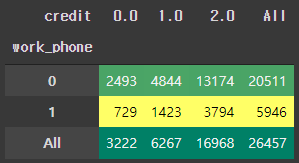 credit 0.0 1.0 2.0 All
work_phone
0 2493 4844 13174 20511
1 729 1423 3794 5946
All 3222 6267 16968 26457